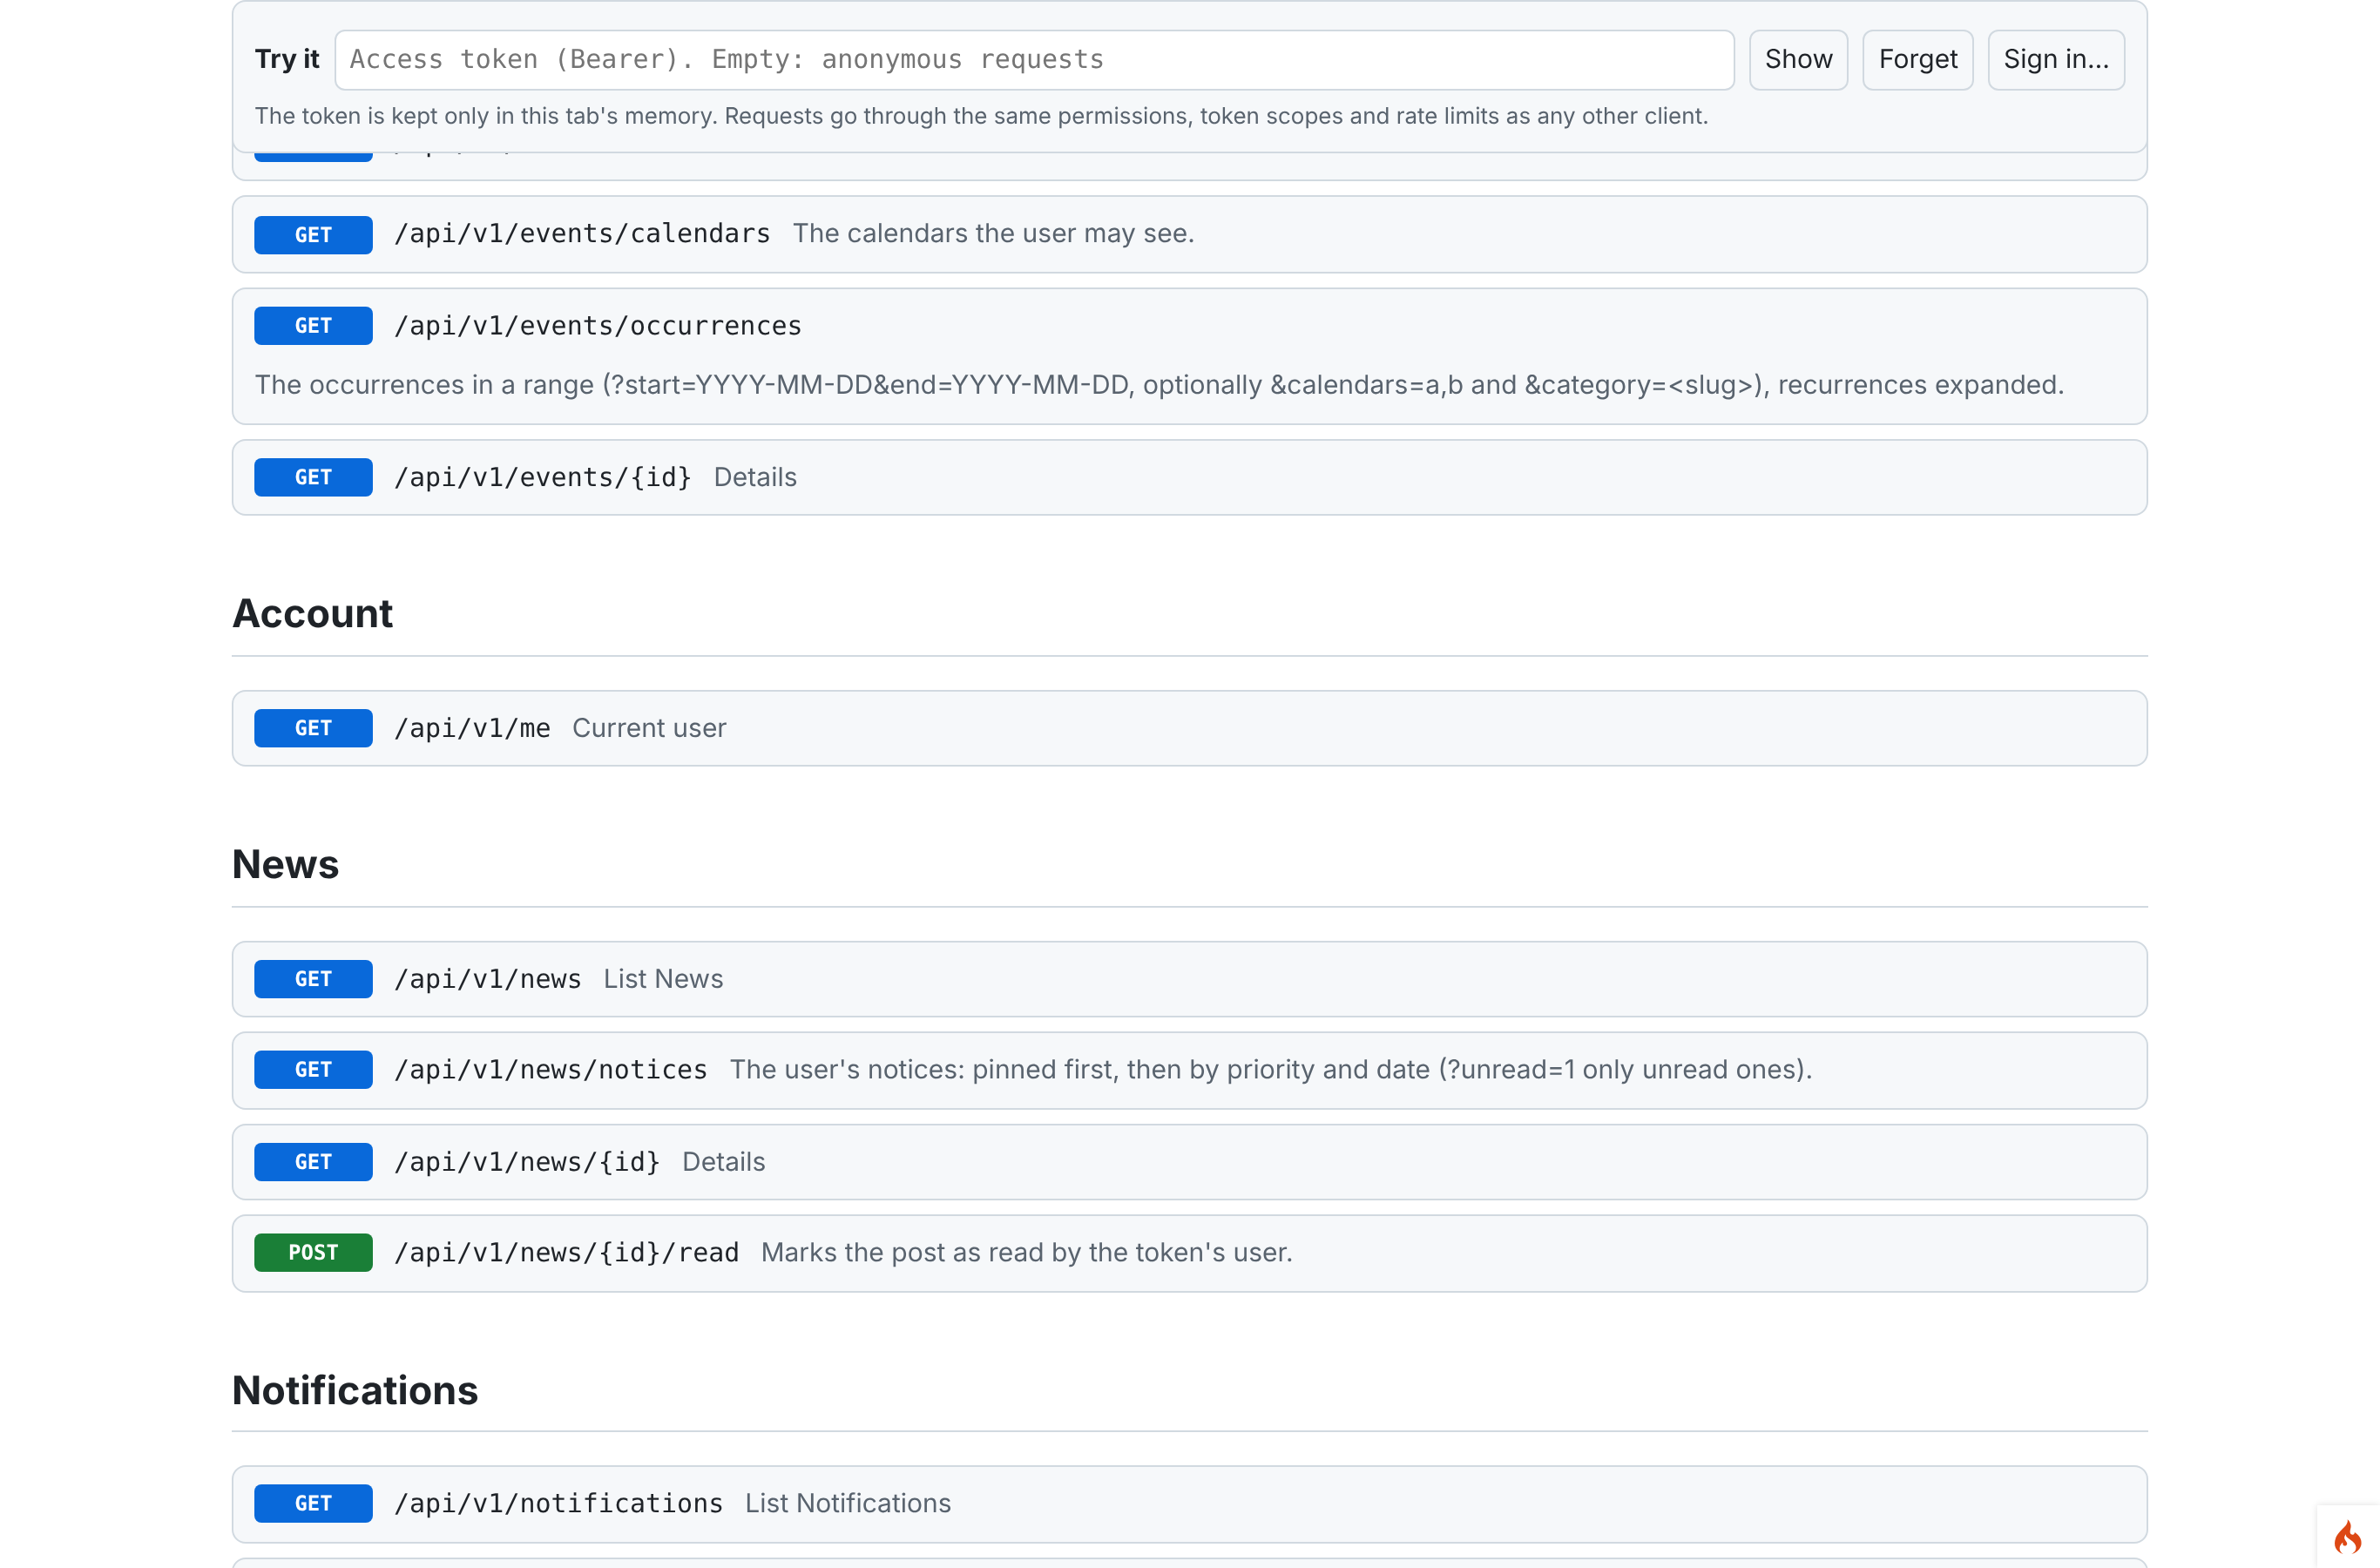 Try it Access token (Bearer). Empty: anonymous requests Show Forget Sign in...
The token is kept only in this tab's memory. Requests go through the same permissions, token scopes and rate limits as any other client.
GET /api/v1/events/calendars The calendars the user may see.
GET /api/v1/events/occurrences
The occurrences in a range (?start=YYYY-MM-DD&end=YYYY-MM-DD, optionally &calendars=a,b and &category=<slug>), recurrences expanded.
GET /api/v1/events/{id} Details
Account
GET /api/v1/me Current user
News
GET /api/v1/news List News
GET /api/v1/news/notices The user's notices: pinned first, then by priority and date (?unread=1 only unread ones).
GET /api/v1/news/{id} Details
POST /api/v1/news/{id}/read Marks the post as read by the token's user.
Notifications
GET /api/v1/notifications List Notifications